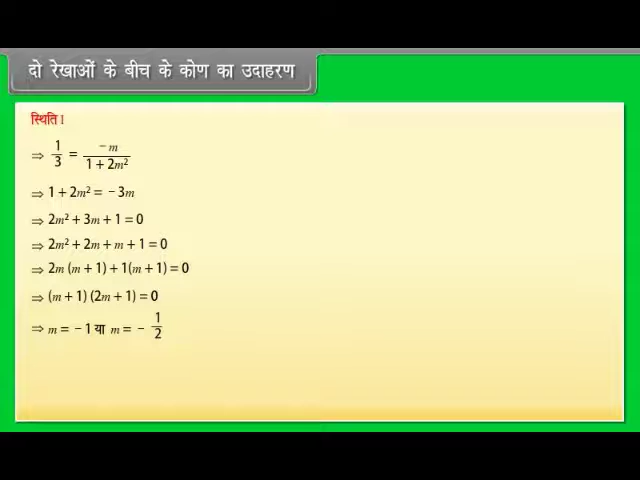 दो रेखाओं के बीच के कोण का उदाहरण
स्थिति I
⇒ 1/3 = −m/(1 + 2m²)
⇒ 1 + 2m² = − 3m
⇒ 2m² + 3m + 1 = 0
⇒ 2m² + 2m + m + 1 = 0
⇒ 2m (m + 1) + 1(m + 1) = 0
⇒ (m + 1) (2m + 1) = 0
⇒ m = − 1 या m = − 1/2